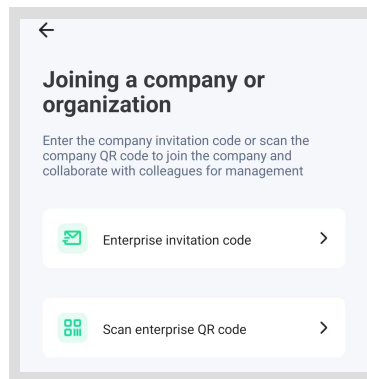 Joining a company or
organization
Enter the company invitation code or scan the
company QR code to join the company and
collaborate with colleagues for management
Enterprise invitation code
Scan enterprise QR code